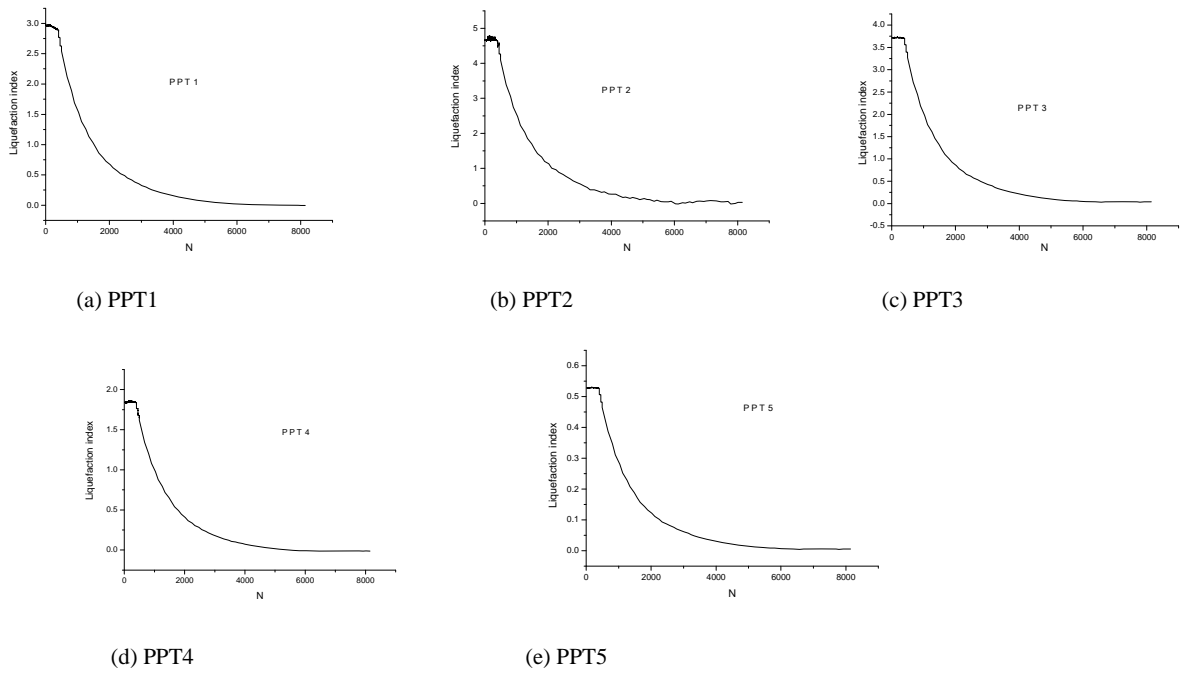 3.0
2.5
2.0
1.5
1.0
0.5
0.0
Liquefaction index
PPT 1
0 2000 4000 6000 8000
N
(a) PPT1
5
4
3
2
1
0
Liquefaction index
PPT 2
0 2000 4000 6000 8000
N
(b) PPT2
4.0
3.5
3.0
2.5
2.0
1.5
1.0
0.5
0.0
-0.5
Liquefaction index
PPT 3
0 2000 4000 6000 8000
N
(c) PPT3
2.0
1.5
1.0
0.5
0.0
Liquefaction index
PPT 4
0 2000 4000 6000 8000
N
(d) PPT4
0.6
0.5
0.4
0.3
0.2
0.1
0.0
Liquefaction index
PPT 5
0 2000 4000 6000 8000
N
(e) PPT5